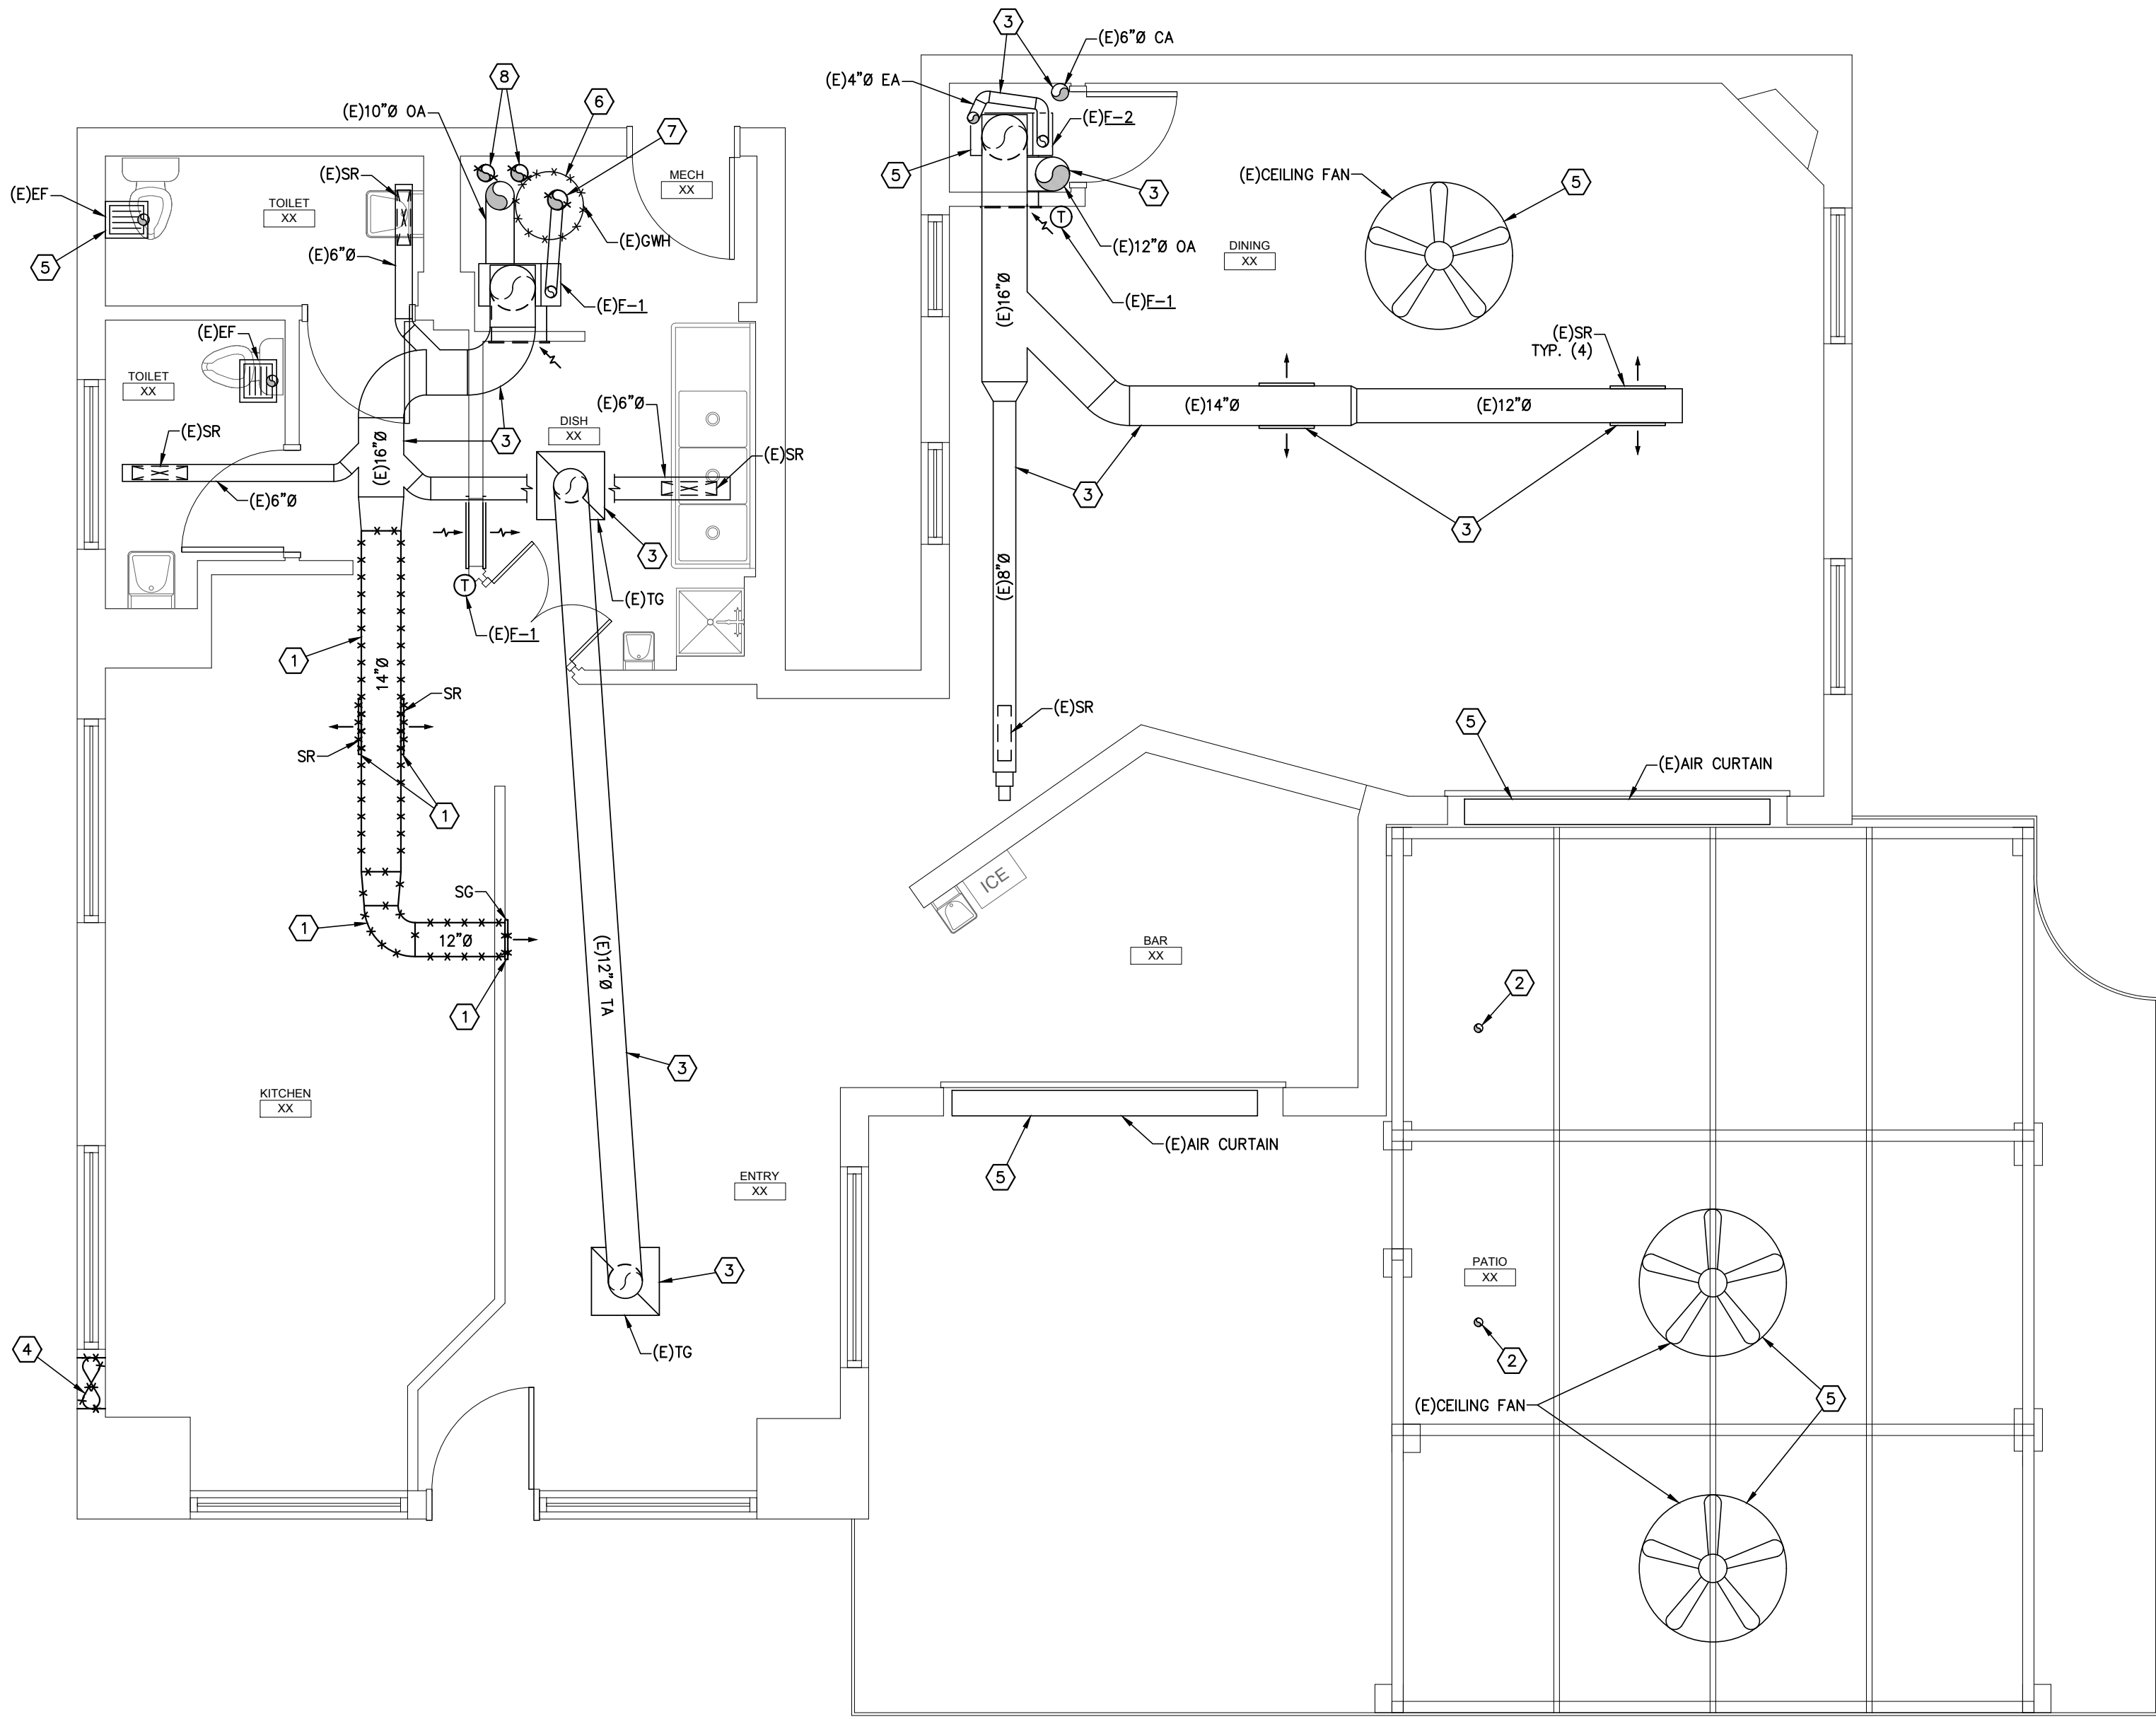 3
(E)6"Ø CA
8
(E)4"Ø EA
6
(E)10"Ø OA
(E)F-2
7
MECH
XX
5
(E)SR
(E)CEILING FAN
5
(E)EF
TOILET
XX
3
(E)GWH
DINING
XX
(E)12"Ø OA
T
(E)6"Ø
5
(E)F-1
(E)F-1
(E)16"Ø
(E)EF
(E)SR
TYP. (4)
TOILET
XX
(E)6"Ø
(E)14"Ø
(E)12"Ø
DISH
XX
(E)SR
3
(E)16"Ø
(E)SR
(E)6"Ø
3
3
3
(E)8"Ø
T
(E)TG
(E)F-1
1
14"Ø
SR
(E)SR
5
SR
(E)AIR CURTAIN
1
SG
ICE
1
12"Ø
BAR
XX
(E)12"Ø TA
2
1
3
KITCHEN
XX
(E)AIR CURTAIN
5
ENTRY
XX
3
PATIO
XX
4
(E)TG
2
(E)CEILING FAN
5